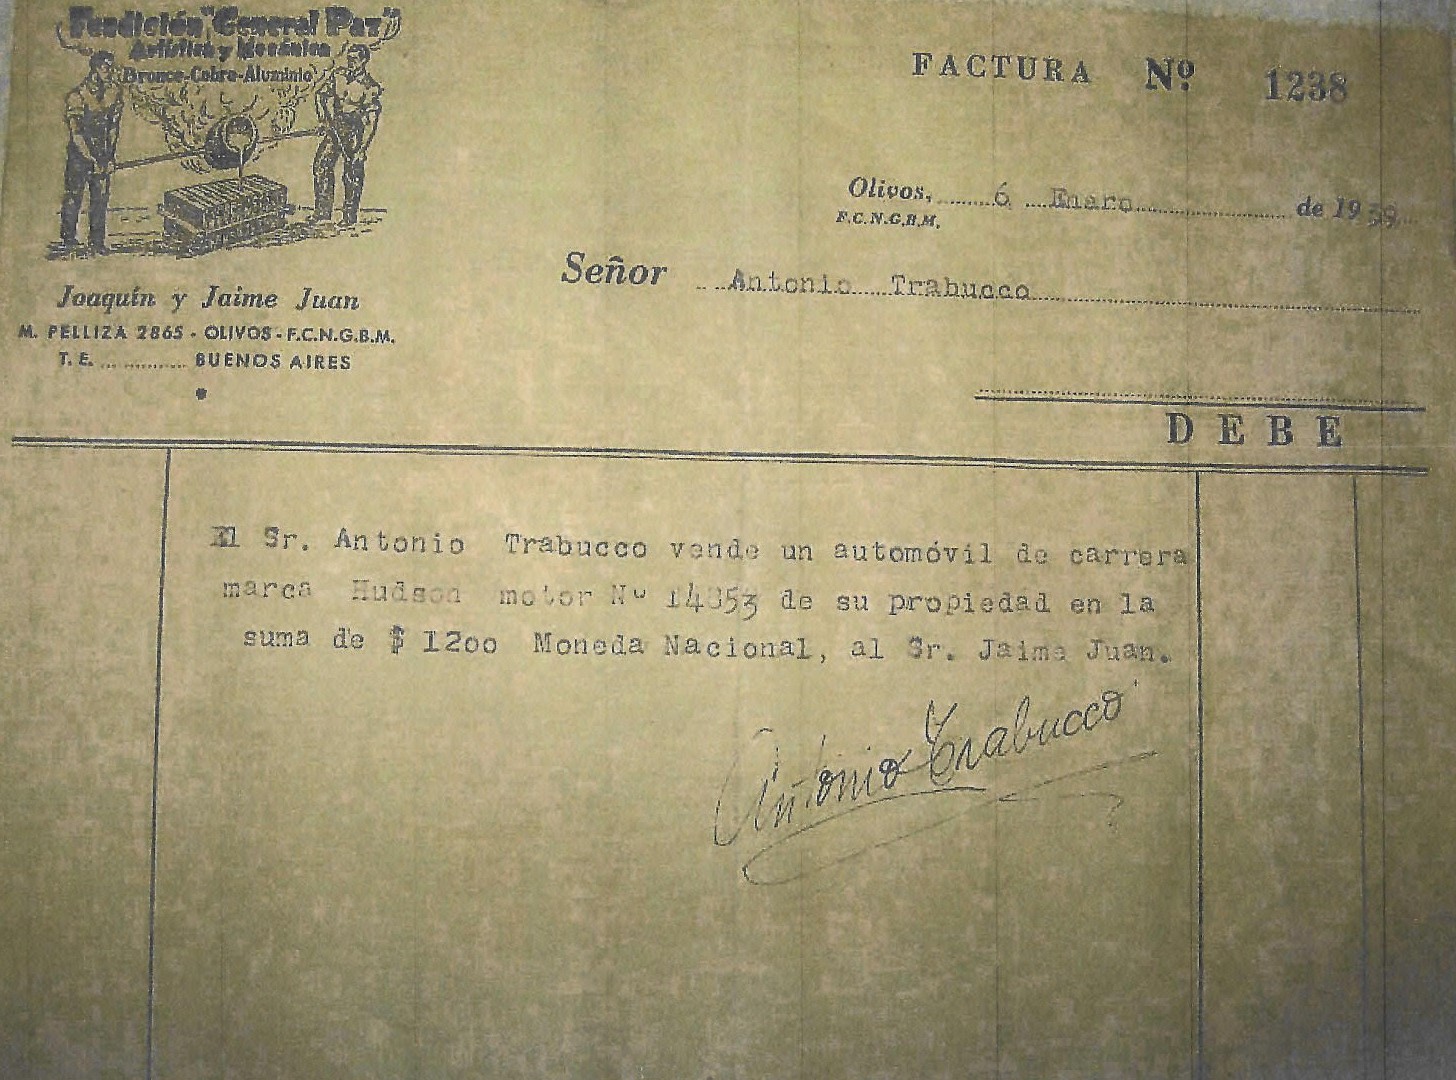 Fundición "General Paz"
Artística y Mecánica
Bronce-Cobre-Aluminio
Joaquín y Jaime Juan
M. PELLIZA 2865 - OLIVOS - F.C.N.G.B.M.
T. E. .............. BUENOS AIRES
FACTURA Nº 1238
Olivos, 6 Enero de 1939
F.C.N.G.B.M.
Señor Antonio Trabucco
DEBE
El Sr. Antonio Trabucco vende un automóvil de carrera
marca Hudson motor Nº 14853 de su propiedad en la
suma de $ 1200 Moneda Nacional, al Sr. Jaime Juan.
Antonio Trabucco